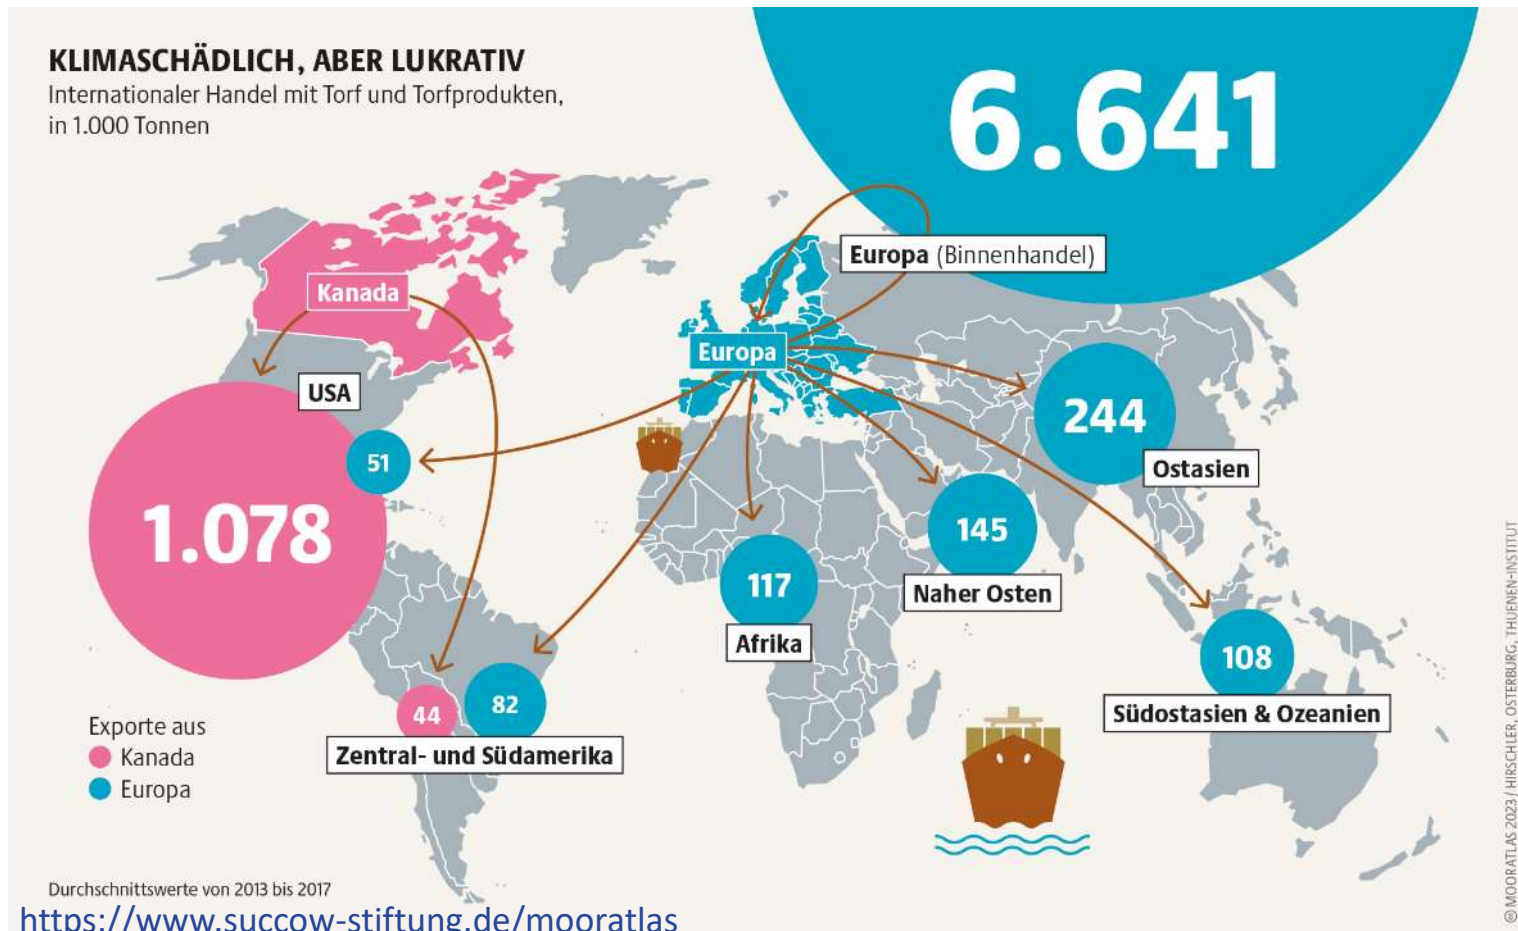 KLIMASCHÄDLICH, ABER LUKRATIV
Internationaler Handel mit Torf und Torfprodukten,
in 1.000 Tonnen
6.641
Europa (Binnenhandel)
Kanada
Europa
USA
51
1.078
244
Ostasien
145
Naher Osten
117
Afrika
108
Südostasien & Ozeanien
44
82
Zentral- und Südamerika
Exporte aus
Kanada
Europa
Durchschnittswerte von 2013 bis 2017
https://www.succow-stiftung.de/mooratlas
© MOORATLAS 2023 / HIRSCHLER, OSTERBURG, THUENEN-INSTITUT